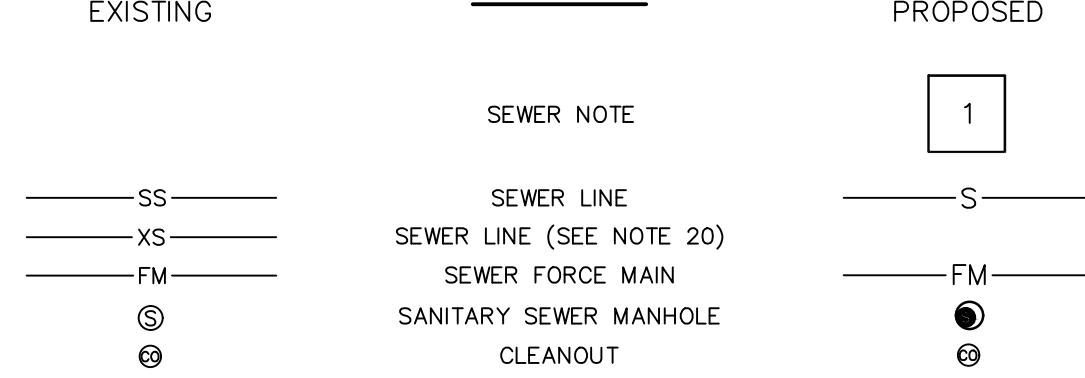 EXISTING PROPOSED
SEWER NOTE 1
SS SEWER LINE S
XS SEWER LINE (SEE NOTE 20)
FM SEWER FORCE MAIN FM
S SANITARY SEWER MANHOLE S
CO CLEANOUT CO